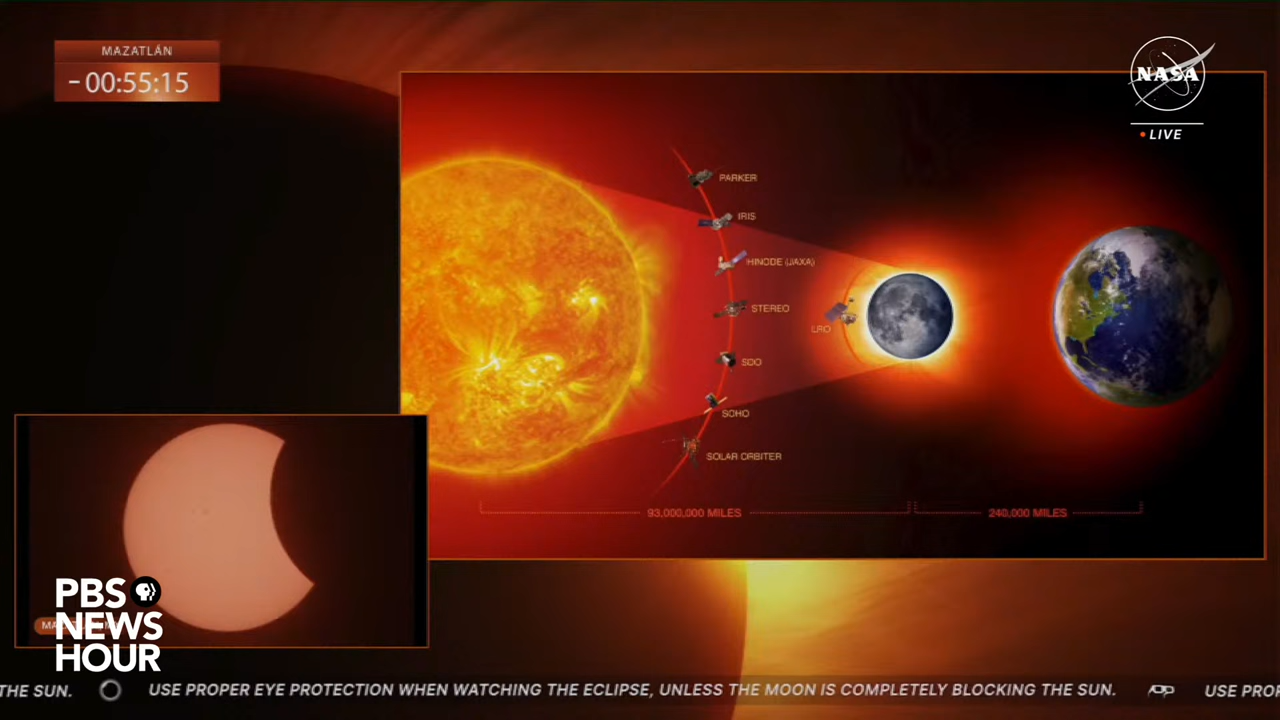 MAZATLÁN
-00:55:15
NASA
LIVE
PARKER
IRIS
HINODE (JAXA)
STEREO
LRO
SDO
SOHO
SOLAR ORBITER
93,000,000 MILES
240,000 MILES
PBS
NEWS
HOUR
THE SUN. USE PROPER EYE PROTECTION WHEN WATCHING THE ECLIPSE, UNLESS THE MOON IS COMPLETELY BLOCKING THE SUN. USE